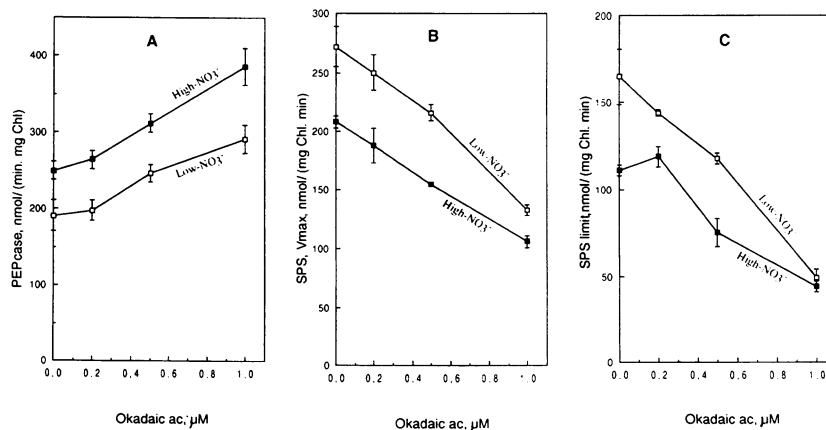 A
PEPcase, nmol/ (min. mg Chl)
400
300
200
100
0
High-NO3-
Low-NO3-
0.0 0.2 0.4 0.6 0.8 1.0
Okadaic ac, µM
B
SPS, Vmax, nmol/ (mg Chl. min)
300
250
200
150
100
50
0
Low-NO3-
High-NO3-
0.0 0.2 0.4 0.6 0.8 1.0
Okadaic ac, µM
C
SPS limit, nmol/ (mg Chl. min)
200
150
100
50
0
Low-NO3
High-NO3-
0.0 0.2 0.4 0.6 0.8 1.0
Okadaic ac, µM